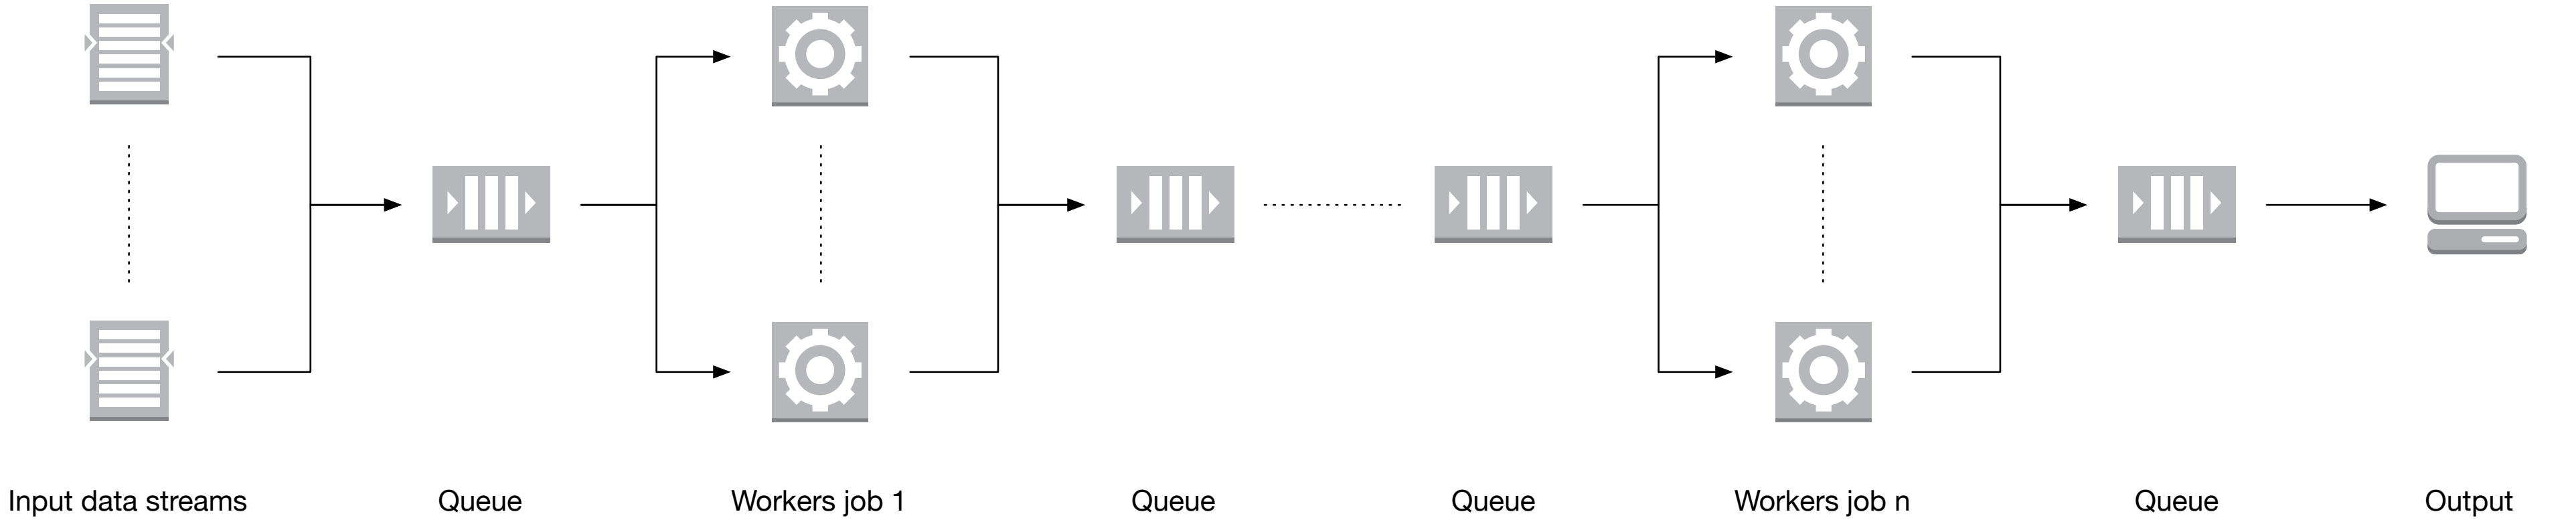 Input data streams
Queue
Workers job 1
Queue
Queue
Workers job n
Queue
Output